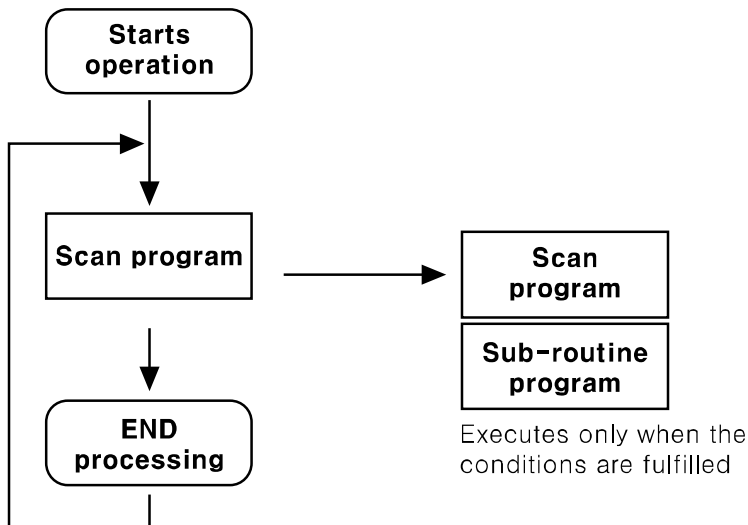 Starts
operation
Scan program
Scan
program
Sub-routine
program
END
processing
Executes only when the
conditions are fulfilled